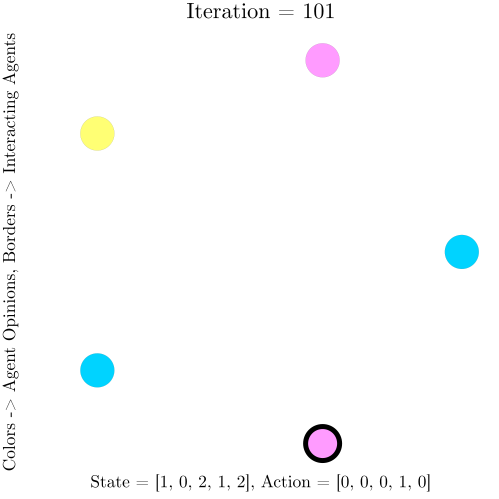 Iteration = 101
Colors -> Agent Opinions, Borders -> Interacting Agents
State = [1, 0, 2, 1, 2], Action = [0, 0, 0, 1, 0]